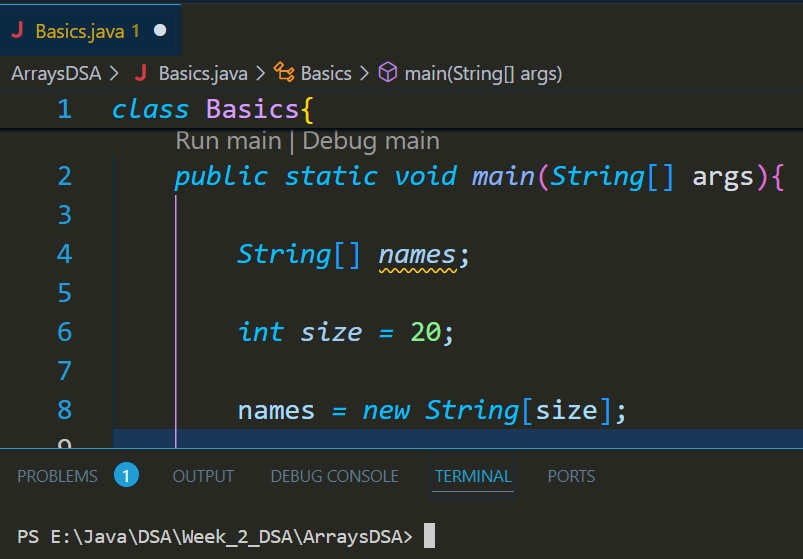 J Basics.java 1
ArraysDSA > J Basics.java > Basics > main(String[] args)
1 class Basics{
Run main | Debug main
2 public static void main(String[] args){
3
4 String[] names;
5
6 int size = 20;
7
8 names = new String[size];
9
PROBLEMS 1 OUTPUT DEBUG CONSOLE TERMINAL PORTS
PS E:\Java\DSA\Week_2_DSA\ArraysDSA>